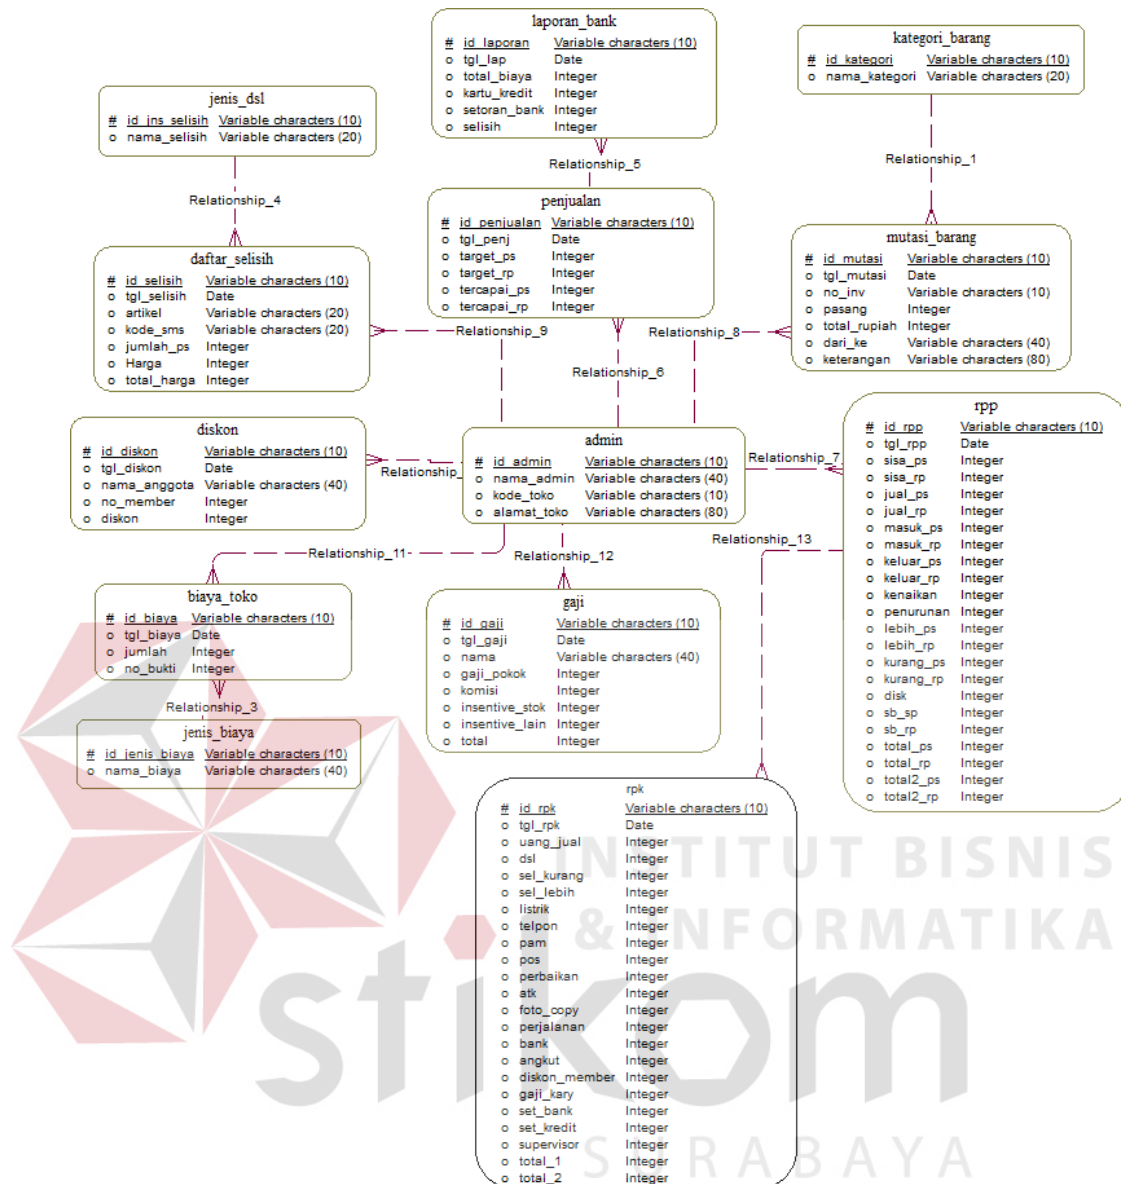 laporan_bank
# id_laporan Variable characters (10)
o tgl_lap Date
o total_biaya Integer
o kartu_kredit Integer
o setoran_bank Integer
o selisih Integer
kategori_barang
# id_kategori Variable characters (10)
o nama_kategori Variable characters (20)
jenis_dsl
# id_jns_selisih Variable characters (10)
o nama_selisih Variable characters (20)
Relationship_5
Relationship_1
Relationship_4
penjualan
# id_penjualan Variable characters (10)
o tgl_penj Date
o target_ps Integer
o target_rp Integer
o tercapai_ps Integer
o tercapai_rp Integer
mutasi_barang
# id_mutasi Variable characters (10)
o tgl_mutasi Date
o no_inv Variable characters (10)
o pasang Integer
o total_rupiah Integer
o dari_ke Variable characters (40)
o keterangan Variable characters (80)
daftar_selisih
# id_selisih Variable characters (10)
o tgl_selisih Date
o artikel Variable characters (20)
o kode_sms Variable characters (20)
o jumlah_ps Integer
o Harga Integer
o total_harga Integer
Relationship_9
Relationship_8
Relationship_6
diskon
# id_diskon Variable characters (10)
o tgl_diskon Date
o nama_anggota Variable characters (40)
o no_member Integer
o diskon Integer
Relationship_
admin
# id_admin Variable characters (10)
o nama_admin Variable characters (40)
o kode_toko Variable characters (10)
o alamat_toko Variable characters (80)
Relationship_7
rpp
# id_rpp Variable characters (10)
o tgl_rpp Date
o sisa_ps Integer
o sisa_rp Integer
o jual_ps Integer
o jual_rp Integer
o masuk_ps Integer
o masuk_rp Integer
o keluar_ps Integer
o keluar_rp Integer
o kenaikan Integer
o penurunan Integer
o lebih_ps Integer
o lebih_rp Integer
o kurang_ps Integer
o kurang_rp Integer
o disk Integer
o sb_sp Integer
o sb_rp Integer
o total_ps Integer
o total_rp Integer
o total2_ps Integer
o total2_rp Integer
Relationship_13
Relationship_11
Relationship_12
biaya_toko
# id_biaya Variable characters (10)
o tgl_biaya Date
o jumlah Integer
o no_bukti Integer
Relationship_3
jenis_biaya
# id_jenis_biaya Variable characters (10)
o nama_biaya Variable characters (40)
gaji
# id_gaji Variable characters (10)
o tgl_gaji Date
o nama Variable characters (40)
o gaji_pokok Integer
o komisi Integer
o insentive_stok Integer
o insentive_lain Integer
o total Integer
rpk
# id_rpk Variable characters (10)
o tgl_rpk Date
o uang_jual Integer
o dsl Integer
o sel_kurang Integer
o sel_lebih Integer
o listrik Integer
o telpon Integer
o pam Integer
o pos Integer
o perbaikan Integer
o atk Integer
o foto_copy Integer
o perjalanan Integer
o bank Integer
o angkut Integer
o diskon_member Integer
o gaji_kary Integer
o set_bank Integer
o set_kredit Integer
o supervisor Integer
o total_1 Integer
o total_2 Integer
INSTITUT BISNIS
& INFORMATIKA
stikom
SURABAYA